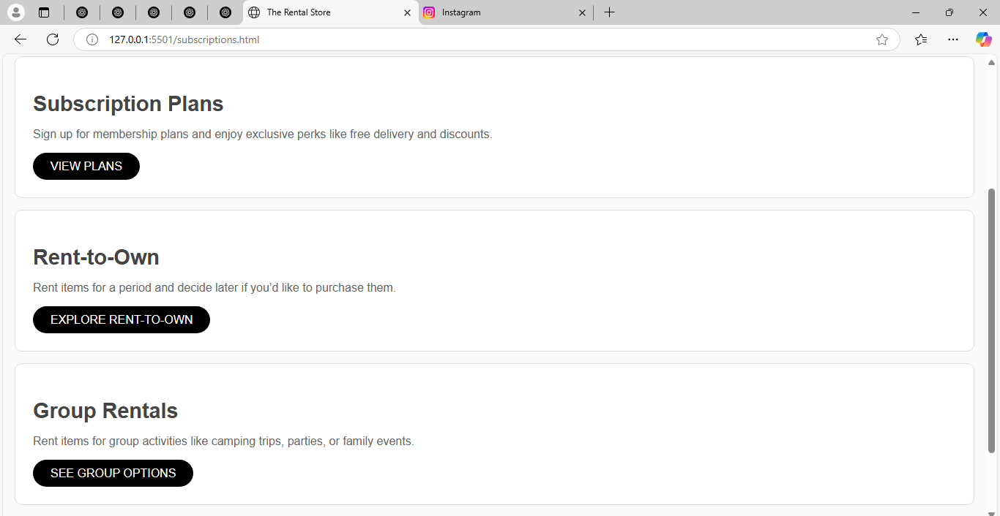 The Rental Store
Instagram
127.0.0.1:5501/subscriptions.html
Subscription Plans
Sign up for membership plans and enjoy exclusive perks like free delivery and discounts.
VIEW PLANS
Rent-to-Own
Rent items for a period and decide later if you’d like to purchase them.
EXPLORE RENT-TO-OWN
Group Rentals
Rent items for group activities like camping trips, parties, or family events.
SEE GROUP OPTIONS